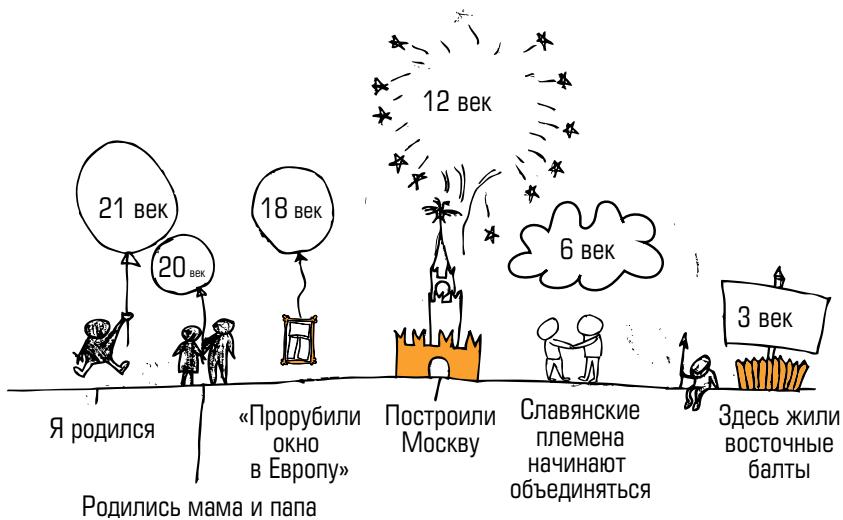 12 век
21 век
20 век
18 век
6 век
3 век
Я родился
Родились мама и папа
«Прорубили
окно
в Европу»
Построили
Москву
Славянские
племена
начинают
объединяться
Здесь жили
восточные
балты